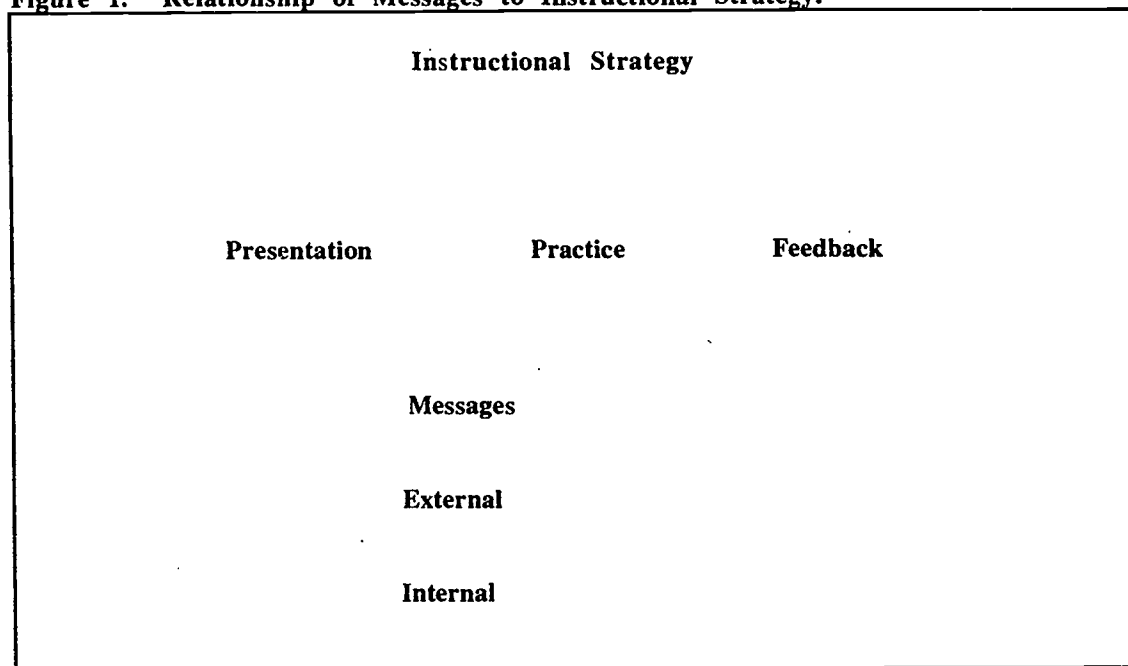 Figure 1. Relationship of Messages to Instructional Strategy.
Instructional Strategy
Presentation Practice Feedback
Messages
External
Internal